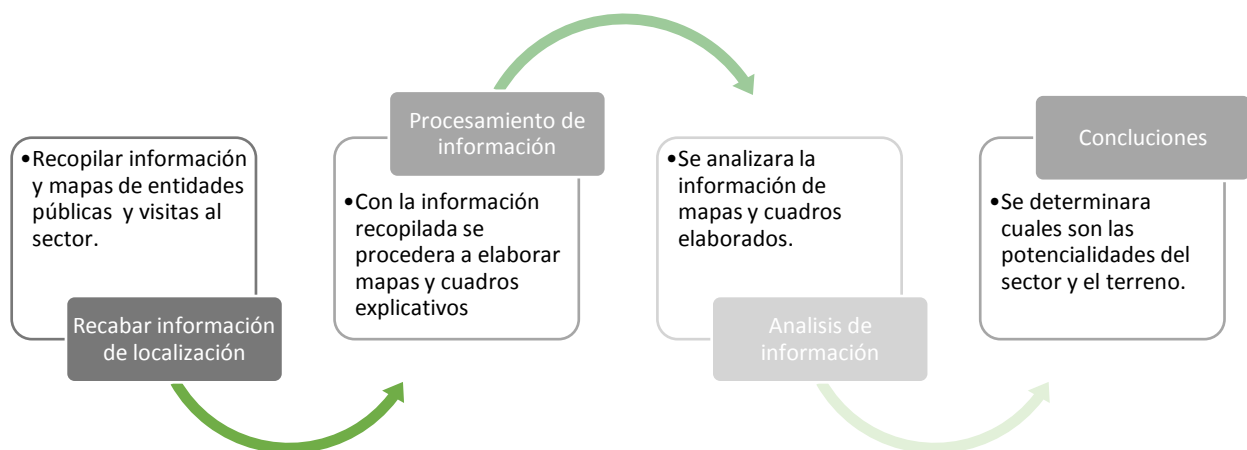 •Recopilar información
y mapas de entidades
públicas y visitas al
sector.
Recabar información
de localización
Procesamiento de
información
•Con la información
recopilada se
procedera a elaborar
mapas y cuadros
explicativos
•Se analizara la
información de
mapas y cuadros
elaborados.
Analisis de
información
Concluciones
•Se determinara
cuales son las
potencialidades del
sector y el terreno.